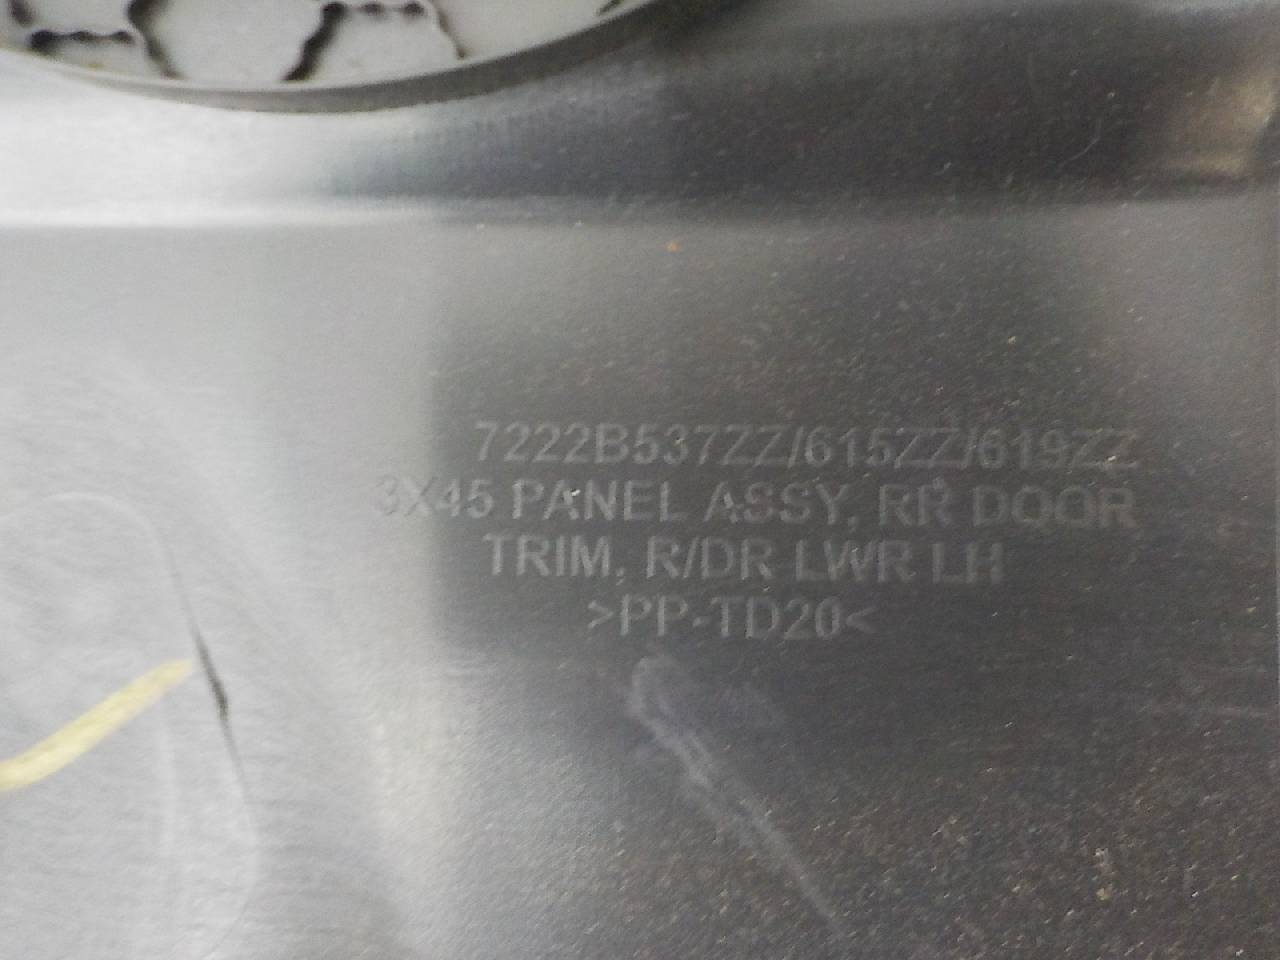 7222B537ZZ/615ZZ/619ZZ
3X45 PANEL ASSY, RR DOOR
TRIM, R/DR LWR LH
>PP-TD20<